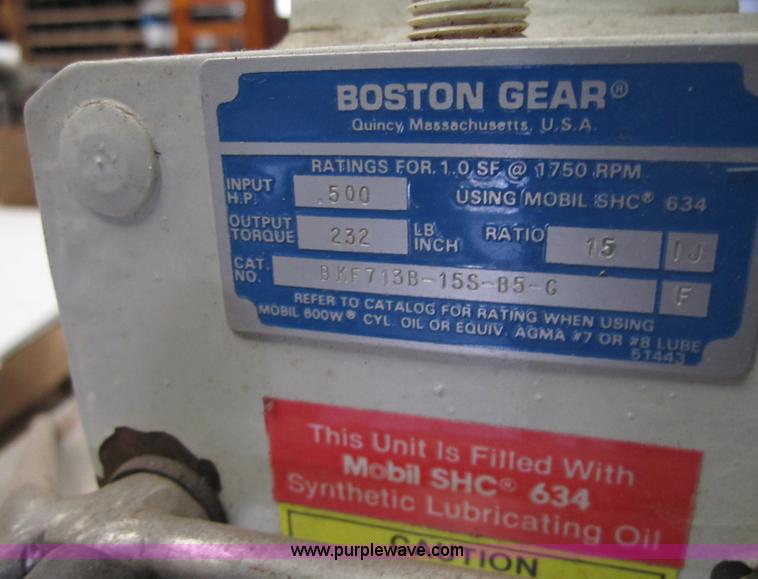 BOSTON GEAR®
Quincy, Massachusetts, U.S.A.
RATINGS FOR 1.0 SF @ 1750 RPM
INPUT H.P. .500 USING MOBIL SHC® 634
OUTPUT TORQUE 232 LB INCH RATIO 15 IJ
CAT. NO. BKF713B-15S-B5-G F
REFER TO CATALOG FOR RATING WHEN USING
MOBIL 600W® CYL. OIL OR EQUIV. AGMA #7 OR #8 LUBE
51443
This Unit Is Filled With
Mobil SHC® 634
Synthetic Lubricating Oil
CAUTION
www.purplewave.com